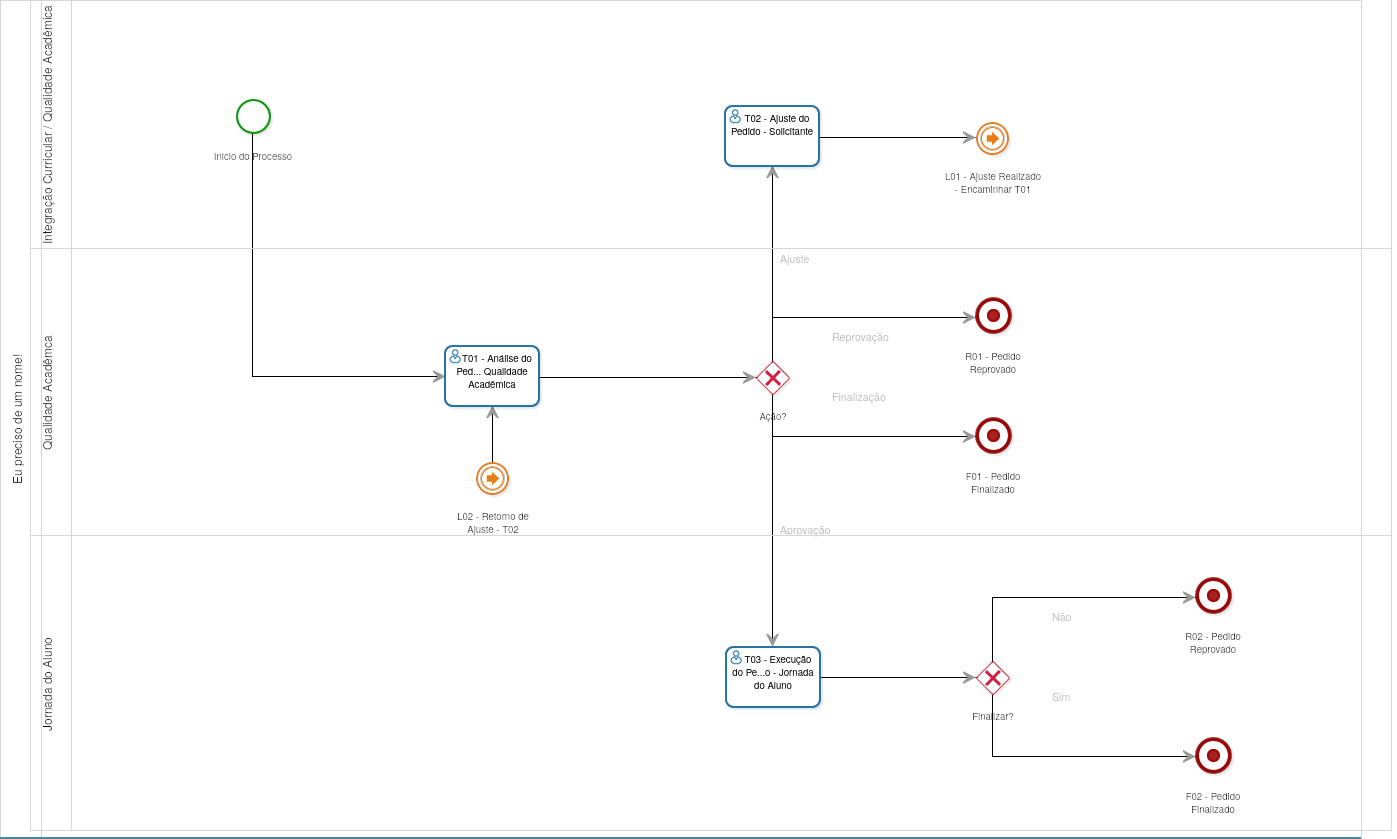 Eu preciso de um nome!
Integração Curricular / Qualidade Acadêmica
Inicio do Processo
T02 - Ajuste do
Pedido - Solicitante
L01 - Ajuste Realizado
- Encaminhar T01
Qualidade Acadêmca
Ajuste
Reprovação
R01 - Pedido
Reprovado
T01 - Análise do
Ped... Qualidade
Acadêmica
Ação?
Finalização
F01 - Pedido
Finalizado
L02 - Retorno de
Ajuste - T02
Aprovação
Jornada do Aluno
T03 - Execução
do Pe...o - Jornada
do Aluno
Finalizar?
Não
R02 - Pedido
Reprovado
Sim
F02 - Pedido
Finalizado